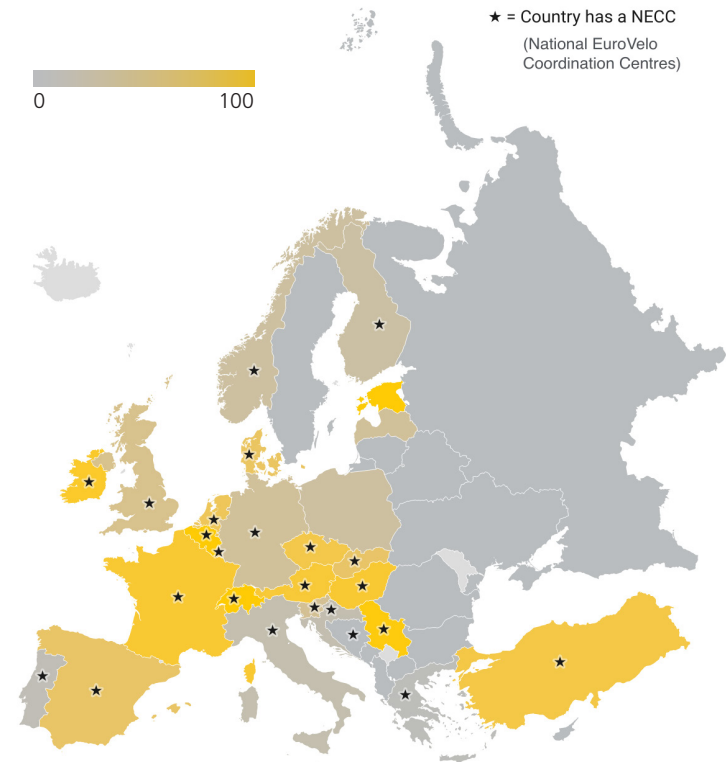 ★ = Country has a NECC
(National EuroVelo
Coordination Centres)
0 100